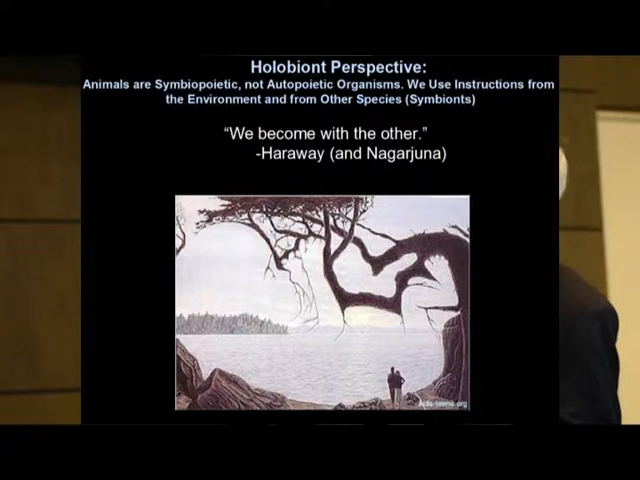 Holobiont Perspective:
Animals are Symbiopoietic, not Autopoietic Organisms. We Use Instructions from
the Environment and from Other Species (Symbionts)
“We become with the other.”
-Haraway (and Nagarjuna)